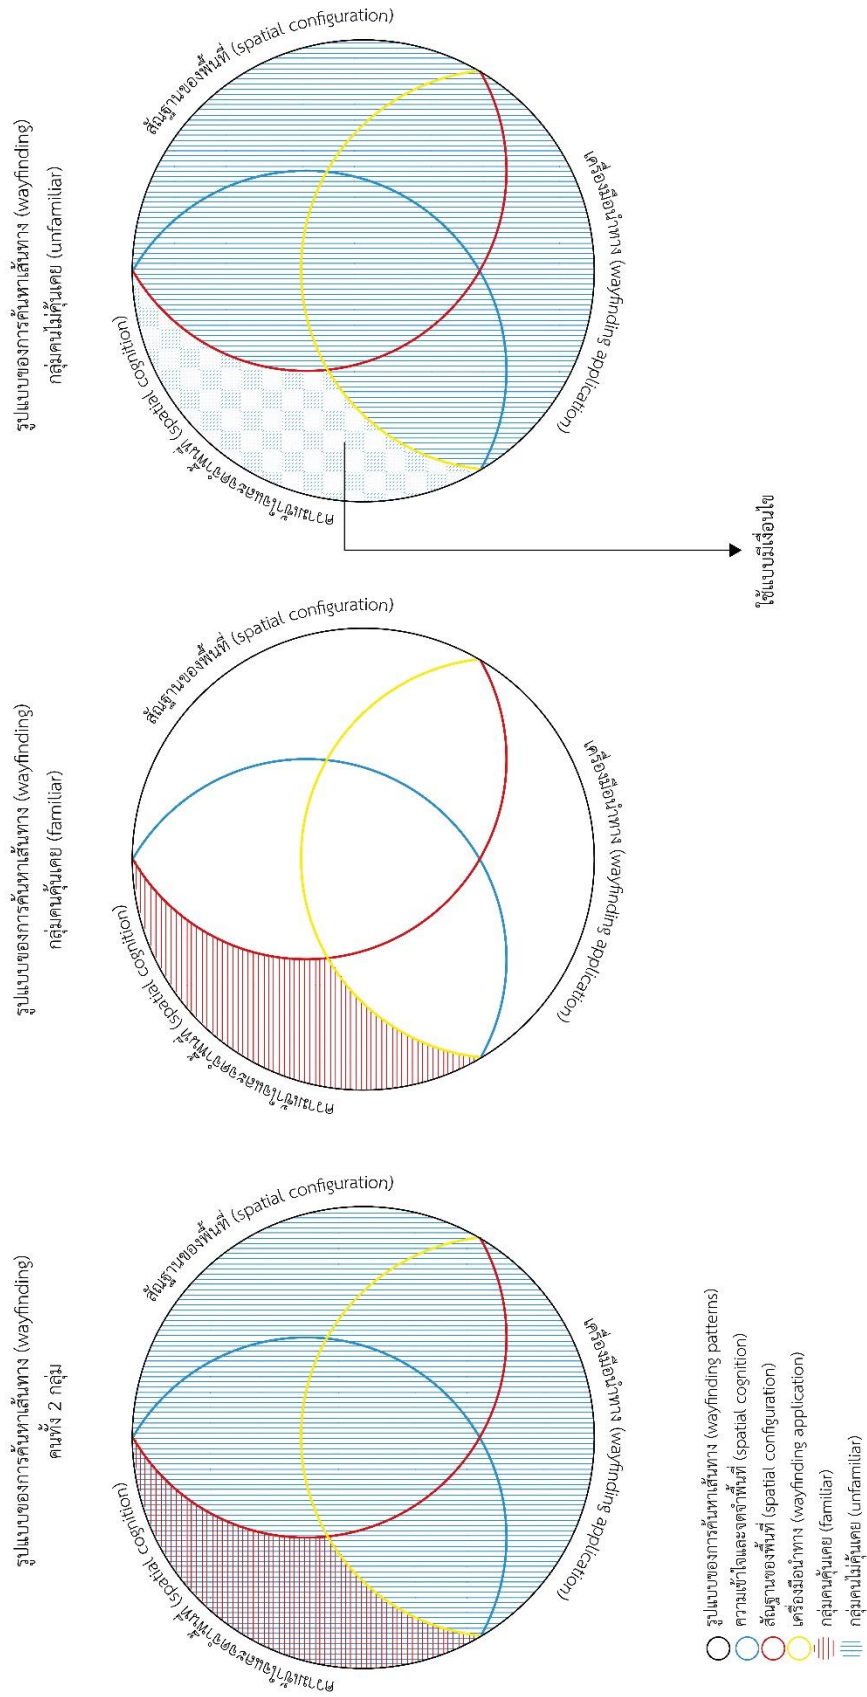 รูปแบบของการค้นหาเส้นทาง (wayfinding)
คนทั้ง 2 กลุ่ม
ความเข้าใจและจดจำพื้นที่ (spatial cognition)
สัณฐานของพื้นที่ (spatial configuration)
เครื่องมือนำทาง (wayfinding application)
รูปแบบของการค้นหาเส้นทาง (wayfinding)
กลุ่มคนคุ้นเคย (familiar)
ความเข้าใจและจดจำพื้นที่ (spatial cognition)
สัณฐานของพื้นที่ (spatial configuration)
เครื่องมือนำทาง (wayfinding application)
รูปแบบของการค้นหาเส้นทาง (wayfinding)
กลุ่มคนไม่คุ้นเคย (unfamiliar)
ความเข้าใจและจดจำพื้นที่ (spatial cognition)
สัณฐานของพื้นที่ (spatial configuration)
เครื่องมือนำทาง (wayfinding application)
ใช้แบบมีเงื่อนไข
รูปแบบของการค้นหาเส้นทาง (wayfinding patterns)
ความเข้าใจและจดจำพื้นที่ (spatial cognition)
สัณฐานของพื้นที่ (spatial configuration)
เครื่องมือนำทาง (wayfinding application)
กลุ่มคนคุ้นเคย (familiar)
กลุ่มคนไม่คุ้นเคย (unfamiliar)